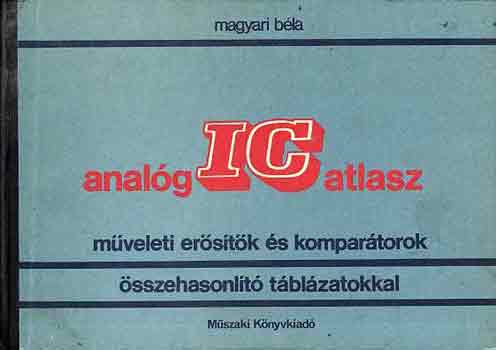 magyari béla
analóg IC atlasz
műveleti erősítők és komparátorok
összehasonlító táblázatokkal
Műszaki Könyvkiadó